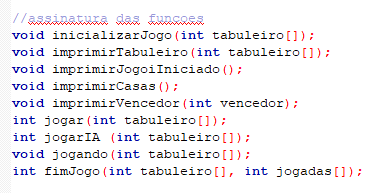 //assinatura das funcoes
void inicializarJogo(int tabuleiro[]);
void imprimirTabuleiro(int tabuleiro[]);
void imprimirJogoiIniciado();
void imprimirCasas();
void imprimirVencedor(int vencedor);
int jogar(int tabuleiro[]);
int jogarIA (int tabuleiro[]);
void jogando(int tabuleiro[]);
int fimJogo(int tabuleiro[], int jogadas[]);